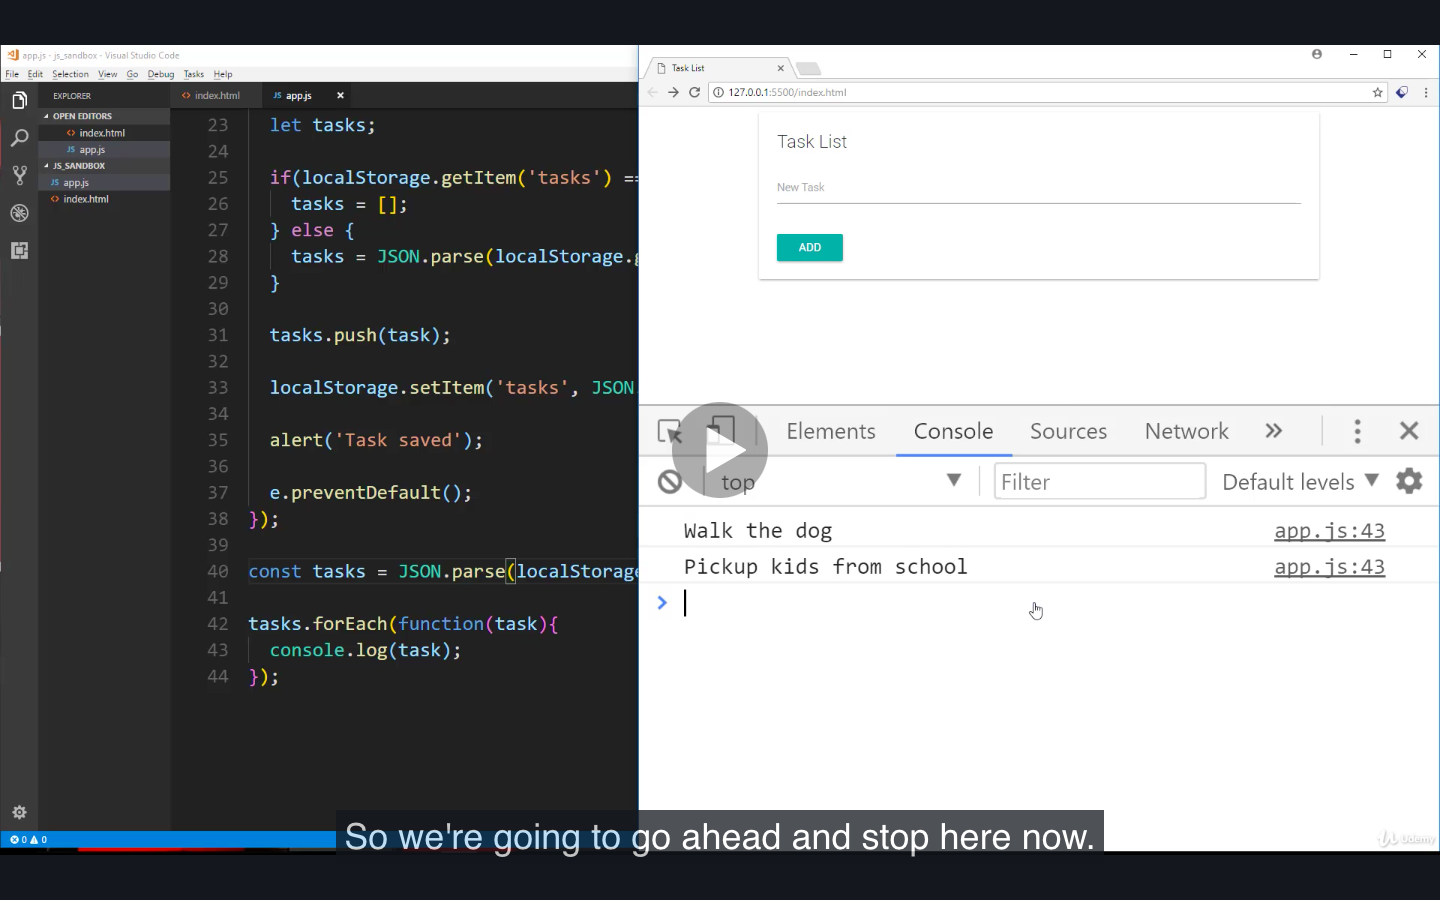 app.js - js_sandbox - Visual Studio Code
File Edit Selection View Go Debug Tasks Help
EXPLORER
OPEN EDITORS
<> index.html
JS app.js
JS_SANDBOX
JS app.js
<> index.html
<> index.html
JS app.js ×
23 let tasks;
24
25 if(localStorage.getItem('tasks') ==
26 tasks = [];
27 } else {
28 tasks = JSON.parse(localStorage.g
29 }
30
31 tasks.push(task);
32
33 localStorage.setItem('tasks', JSON.
34
35 alert('Task saved');
36
37 e.preventDefault();
38 });
39
40 const tasks = JSON.parse(localStorage
41
42 tasks.forEach(function(task){
43 console.log(task);
44 });
0 0
Task List
127.0.0.1:5500/index.html
Task List
New Task
ADD
Elements Console Sources Network »
top Filter Default levels
Walk the dog app.js:43
Pickup kids from school app.js:43
>
So we're going to go ahead and stop here now.
Udemy